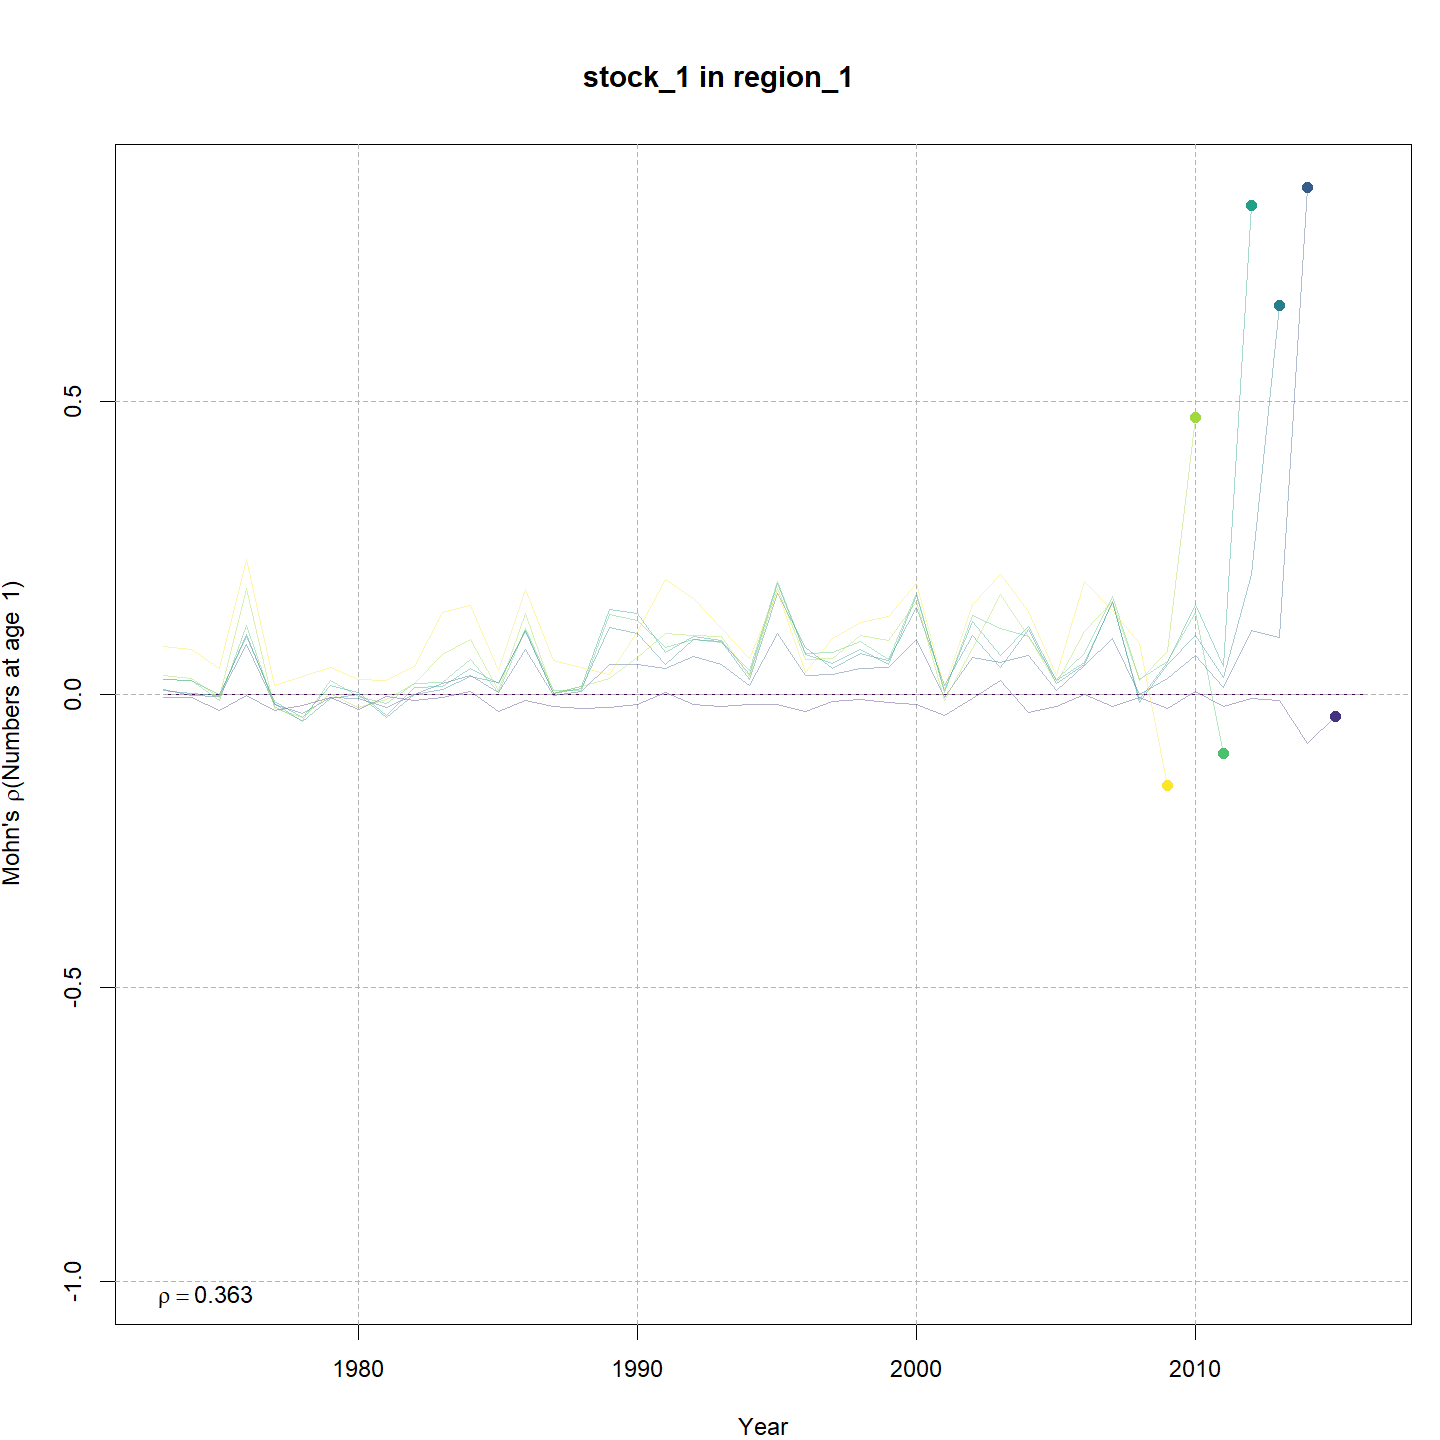 stock_1 in region_1
Mohn's ρ(Numbers at age 1)
0.5
0.0
-0.5
-1.0
ρ = 0.363
1980 1990 2000 2010
Year